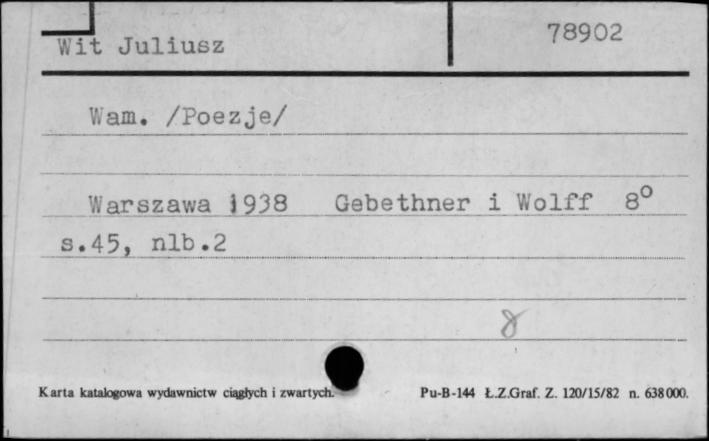 Wit Juliusz
78902
Wam. /Poezje/
Warszawa 1938 Gebethner i Wolff 8°
s.45, nlb.2
8
Karta katalogowa wydawnictw ciągłych i zwartych.
Pu-B-144 Ł.Z.Graf. Z. 120/15/82 n. 638000.